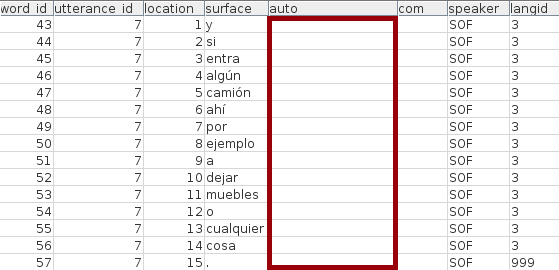 word id utterance id location surface auto com speaker langid
43 7 1 y SOF 3
44 7 2 si SOF 3
45 7 3 entra SOF 3
46 7 4 algún SOF 3
47 7 5 camión SOF 3
48 7 6 ahí SOF 3
49 7 7 por SOF 3
50 7 8 ejemplo SOF 3
51 7 9 a SOF 3
52 7 10 dejar SOF 3
53 7 11 muebles SOF 3
54 7 12 o SOF 3
55 7 13 cualquier SOF 3
56 7 14 cosa SOF 3
57 7 15 . SOF 999